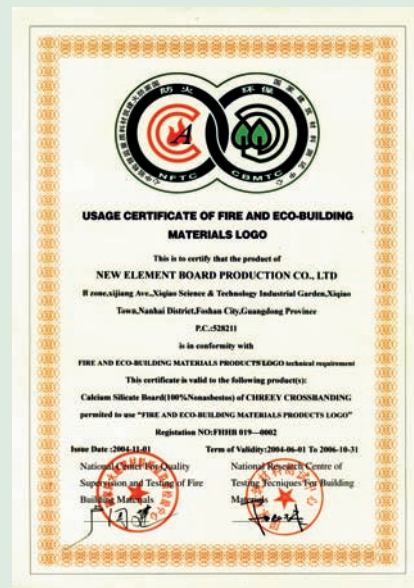 防火
环保
A
NFTC
CBMTC
USAGE CERTIFICATE OF FIRE AND ECO-BUILDING
MATERIALS LOGO
This is to certify that the product of
NEW ELEMENT BOARD PRODUCTION CO., LTD
B zone,xijiang Ave.,Xiqiao Science & Technology Industrial Garden,Xiqiao
Town,Nanhai District,Foshan City,Guangdong Province
P.C.:528211
is in conformity with
FIRE AND ECO-BUILDING MATERIALS PRODUCTS LOGO technical requirement
This certificate is valid to the following product(s):
Calcium Silicate Board(100%Nonasbestos) of CHREEY CROSSBANDING
permited to use “FIRE AND ECO-BUILDING MATERIALS PRODUCTS LOGO”
Registation NO:FHHB 019—0002
Issue Date :2004-11-01 Term of Validity:2004-06-01 To 2006-10-31
National Center For Quality
Supervision and Testing of Fire
Building Materials
National Research Centre of
Testing Tecniques For Building
Materials